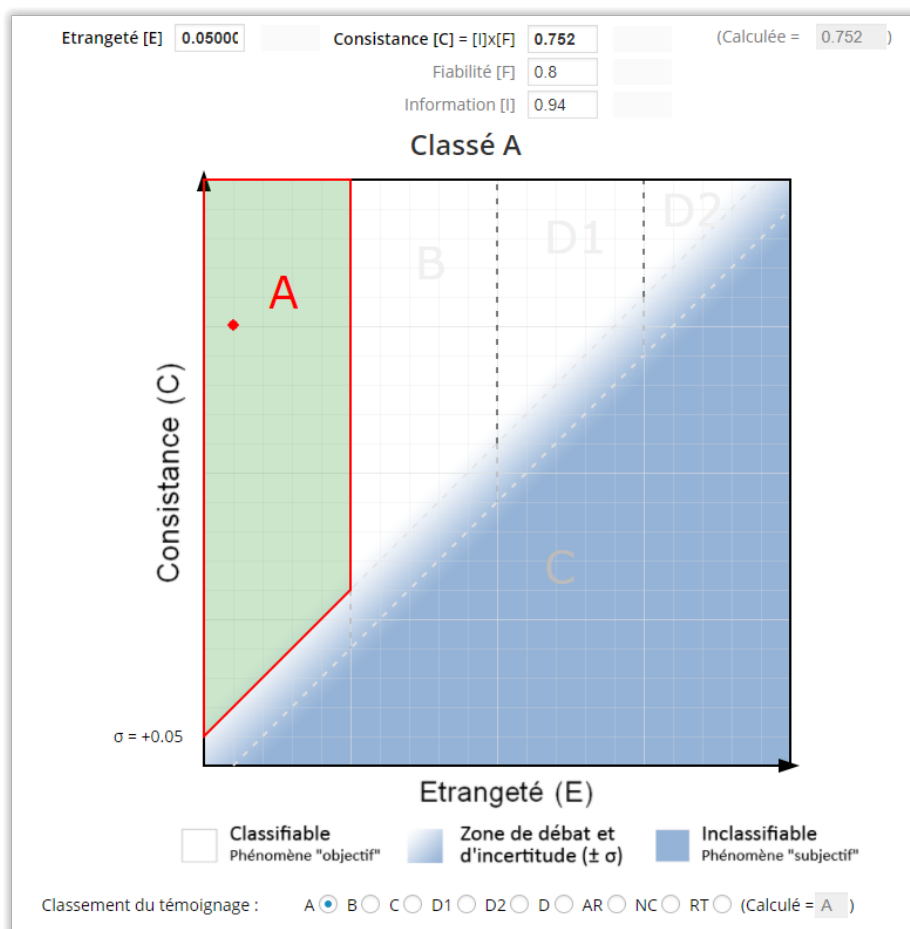 Etrangeté [E] 0.0500( Consistance [C] = [I]x[F] 0.752 (Calculée = 0.752 )
Fiabilité [F] 0.8
Information [I] 0.94
Classé A
A
B
D1
D2
C
Consistance (C)
σ = +0.05
Etrangeté (E)
Classifiable
Phénomène "objectif"
Zone de débat et
d'incertitude (± σ)
Inclassifiable
Phénomène "subjectif"
Classement du témoignage : A B C D1 D2 D AR NC RT (Calculé = A )